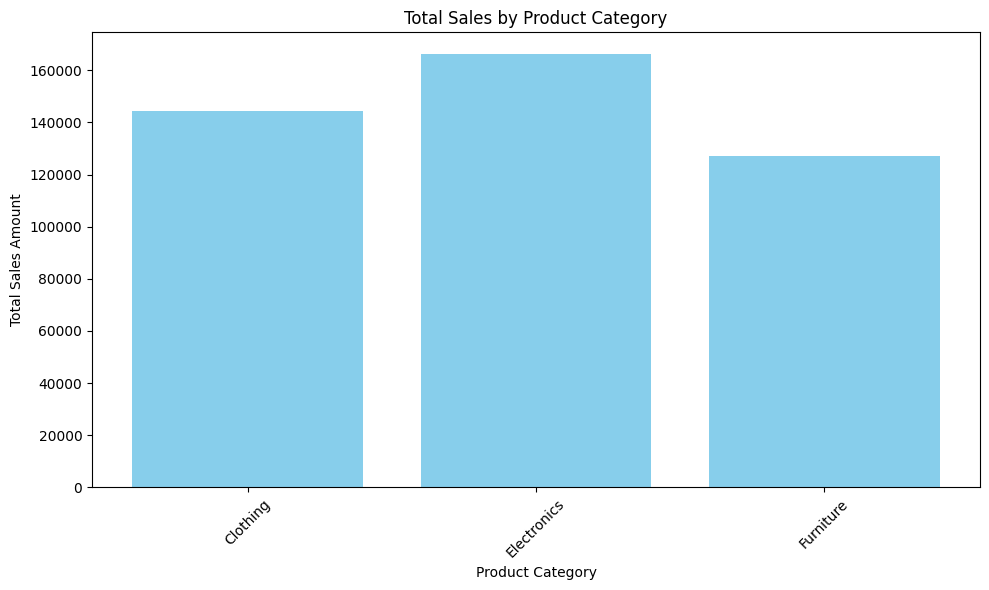 Total Sales by Product Category
Total Sales Amount
160000
140000
120000
100000
80000
60000
40000
20000
0
Clothing
Electronics
Furniture
Product Category